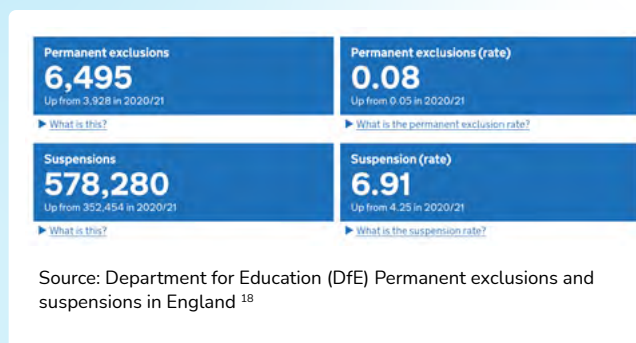 Permanent exclusions
6,495
Up from 3,928 in 2020/21
▶ What is this?
Permanent exclusions (rate)
0.08
Up from 0.05 in 2020/21
▶ What is the permanent exclusion rate?
Suspensions
578,280
Up from 352,454 in 2020/21
▶ What is this?
Suspension (rate)
6.91
Up from 4.25 in 2020/21
▶ What is the suspension rate?
Source: Department for Education (DfE) Permanent exclusions and
suspensions in England 18